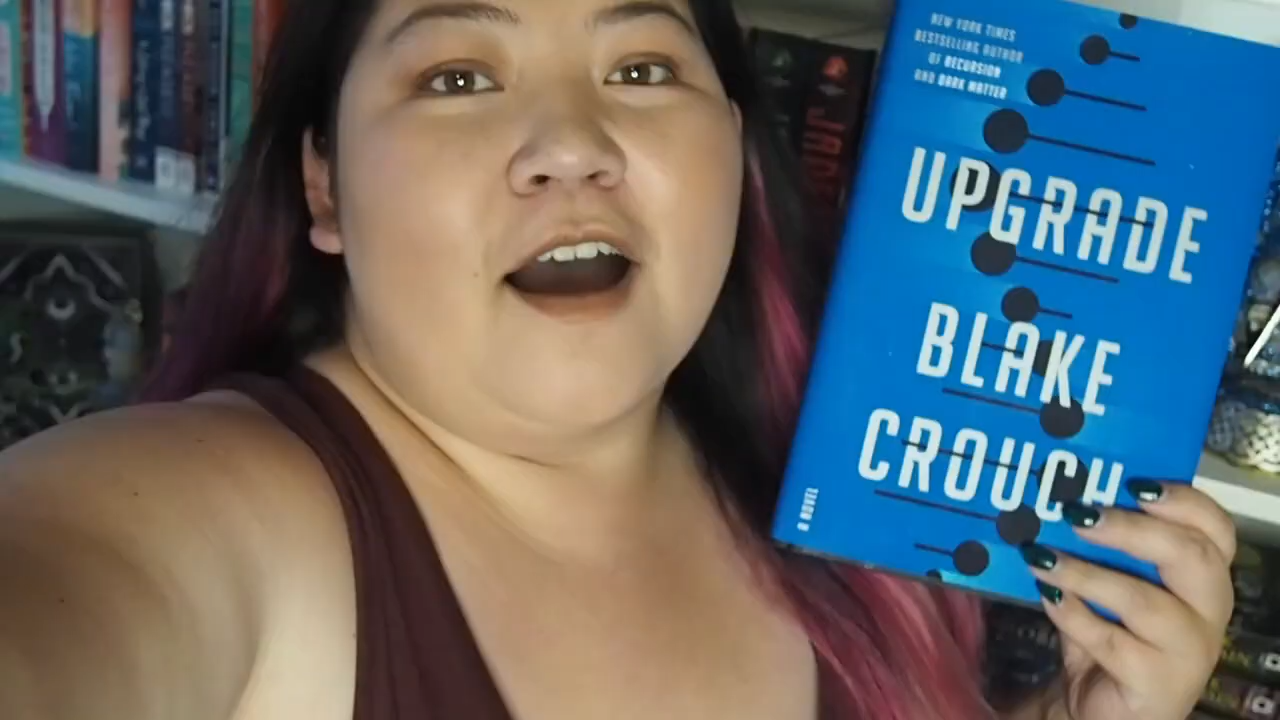 NEW YORK TIMES
BESTSELLING AUTHOR
OF RECURSION
AND DARK MATTER
UPGRADE
BLAKE
CROUCH
A NOVEL